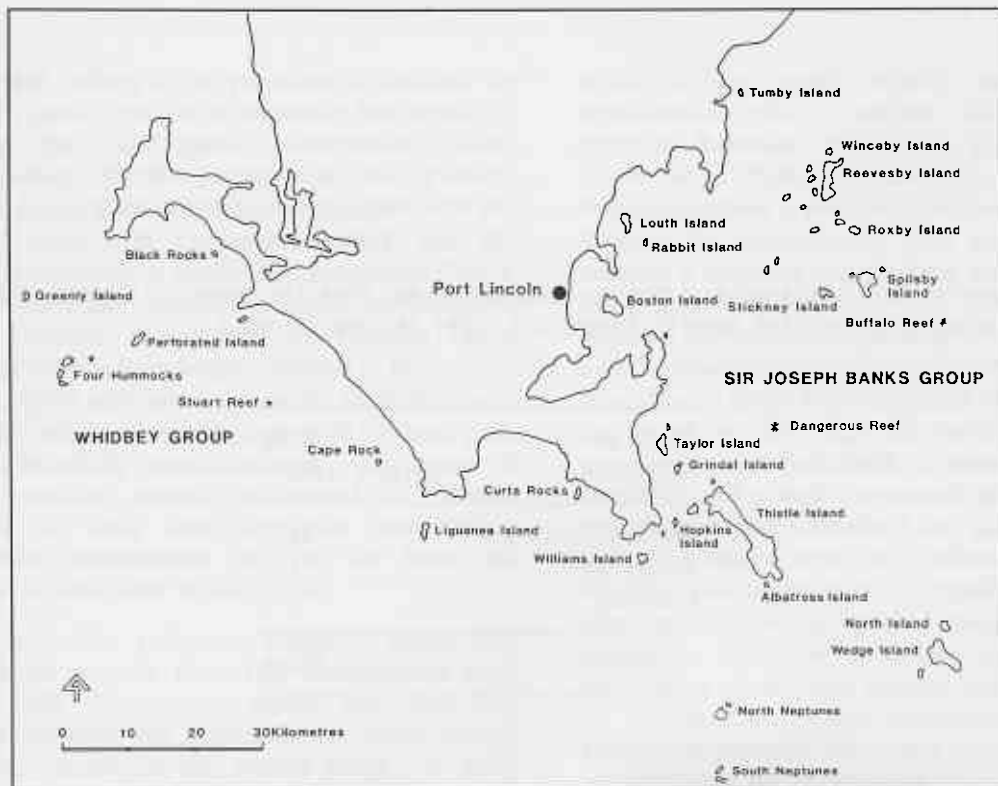 Tumby Island
Winceby Island
Reevesby Island
Louth Island
Roxby Island
Rabbit Island
Black Rocks
Spilsby
Island
Port Lincoln
Greenly Island
Boston Island
Stickney Island
Buffalo Reef
Perforated Island
Four Hummocks
SIR JOSEPH BANKS GROUP
Stuart Reef
Dangerous Reef
WHIDBEY GROUP
Taylor Island
Cape Rock
Grindal Island
Curta Rocks
Thistle Island
Liguanea Island
Hopkins
Island
Williams Island
Albatross Island
North Island
Wedge Island
North Neptunes
0 10 20 30Kilometres
South Neptunes